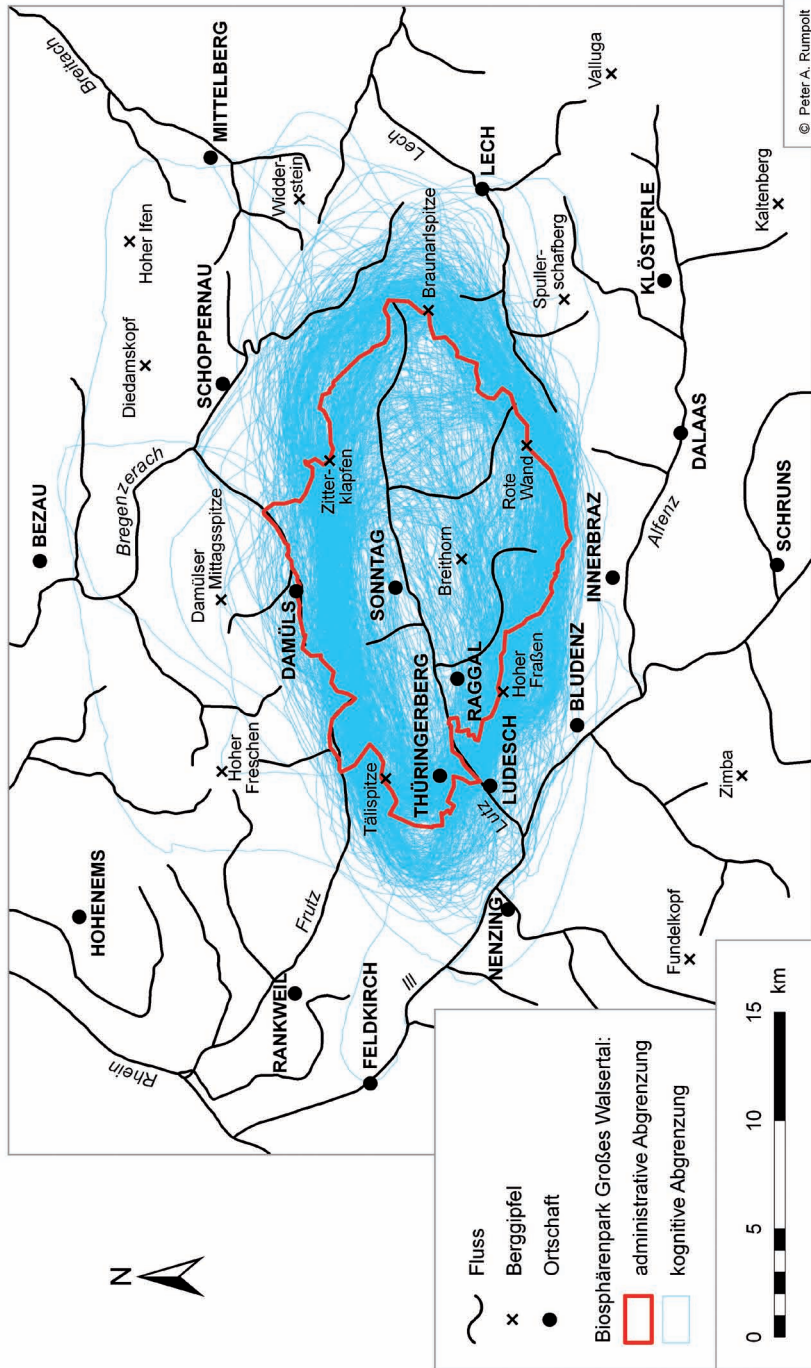 Breitach
MITTELBERG
Hoher Ifen
Widder-
stein
Diedamskopf
SCHOPPERNAU
BEZAU
Bregenzerach
Damülser
Mittagsspitze
Hoher
Freschen
HOHENEMS
Rhein
RANKWEIL
Frutz
FELDKIRCH
Ill
DAMÜLS
Zitter-
klapfen
Lech
Valluga
LECH
Braunarlspitze
Spuller-
schafberg
Kaltenberg
KLÖSTERLE
SONNTAG
Breithorn
Rote
Wand
DALAAS
Alfenz
Tälispitze
THÜRINGERBERG
RAGGAL
Hoher
Fraßen
INNERBRAZ
SCHRUNS
LUDESCH
Lutz
BLUDENZ
Zimba
NENZING
Fundelkopf
N
Fluss
Berggipfel
Ortschaft
Biosphärenpark Großes Walsertal:
administrative Abgrenzung
kognitive Abgrenzung
0 5 10 15
km
© Peter A. Rumpolt